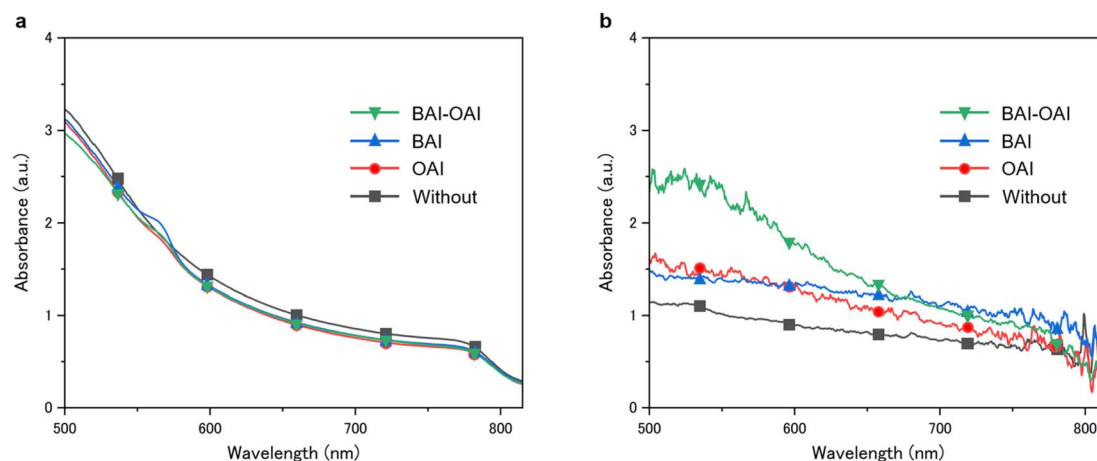 a
4
3
2
1
0
Absorbance (a.u.)
BAI-OAI
BAI
OAI
Without
500 600 700 800
Wavelength (nm)
b
4
3
2
1
0
Absorbance (a.u.)
BAI-OAI
BAI
OAI
Without
500 600 700 800
Wavelength (nm)